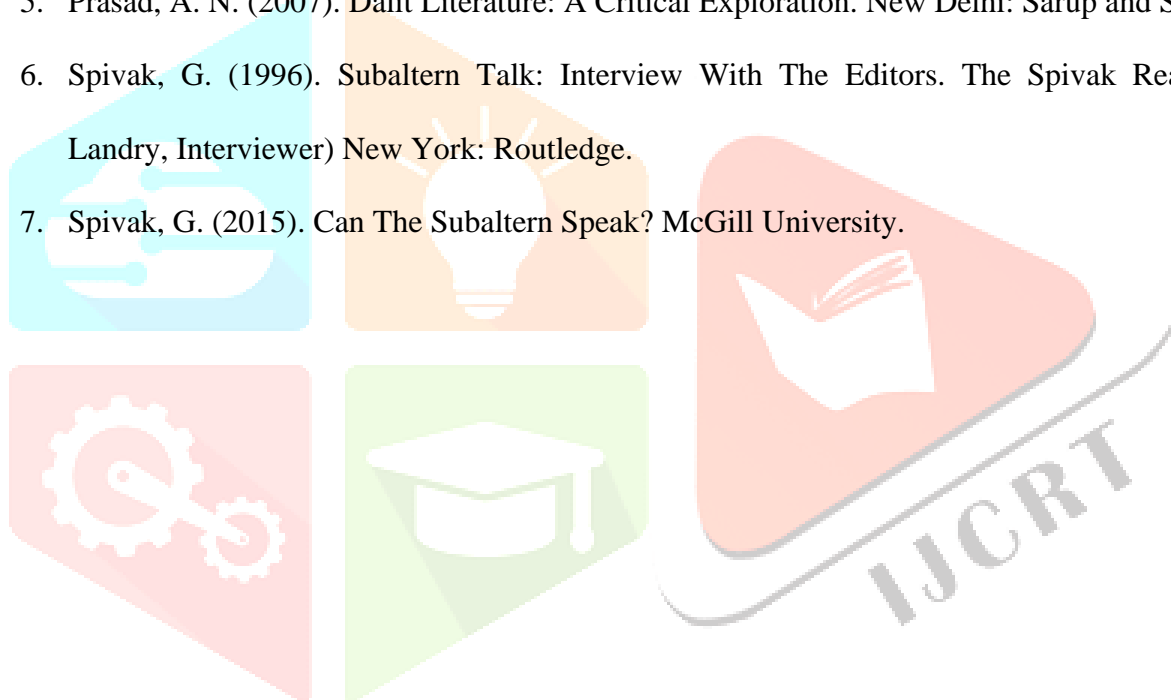 5. Prasad, A. N. (2007). Dalit Literature: A Critical Exploration. New Delhi: Sarup and S
6. Spivak, G. (1996). Subaltern Talk: Interview With The Editors. The Spivak Rea
Landry, Interviewer) New York: Routledge.
7. Spivak, G. (2015). Can The Subaltern Speak? McGill University.
IJCRT